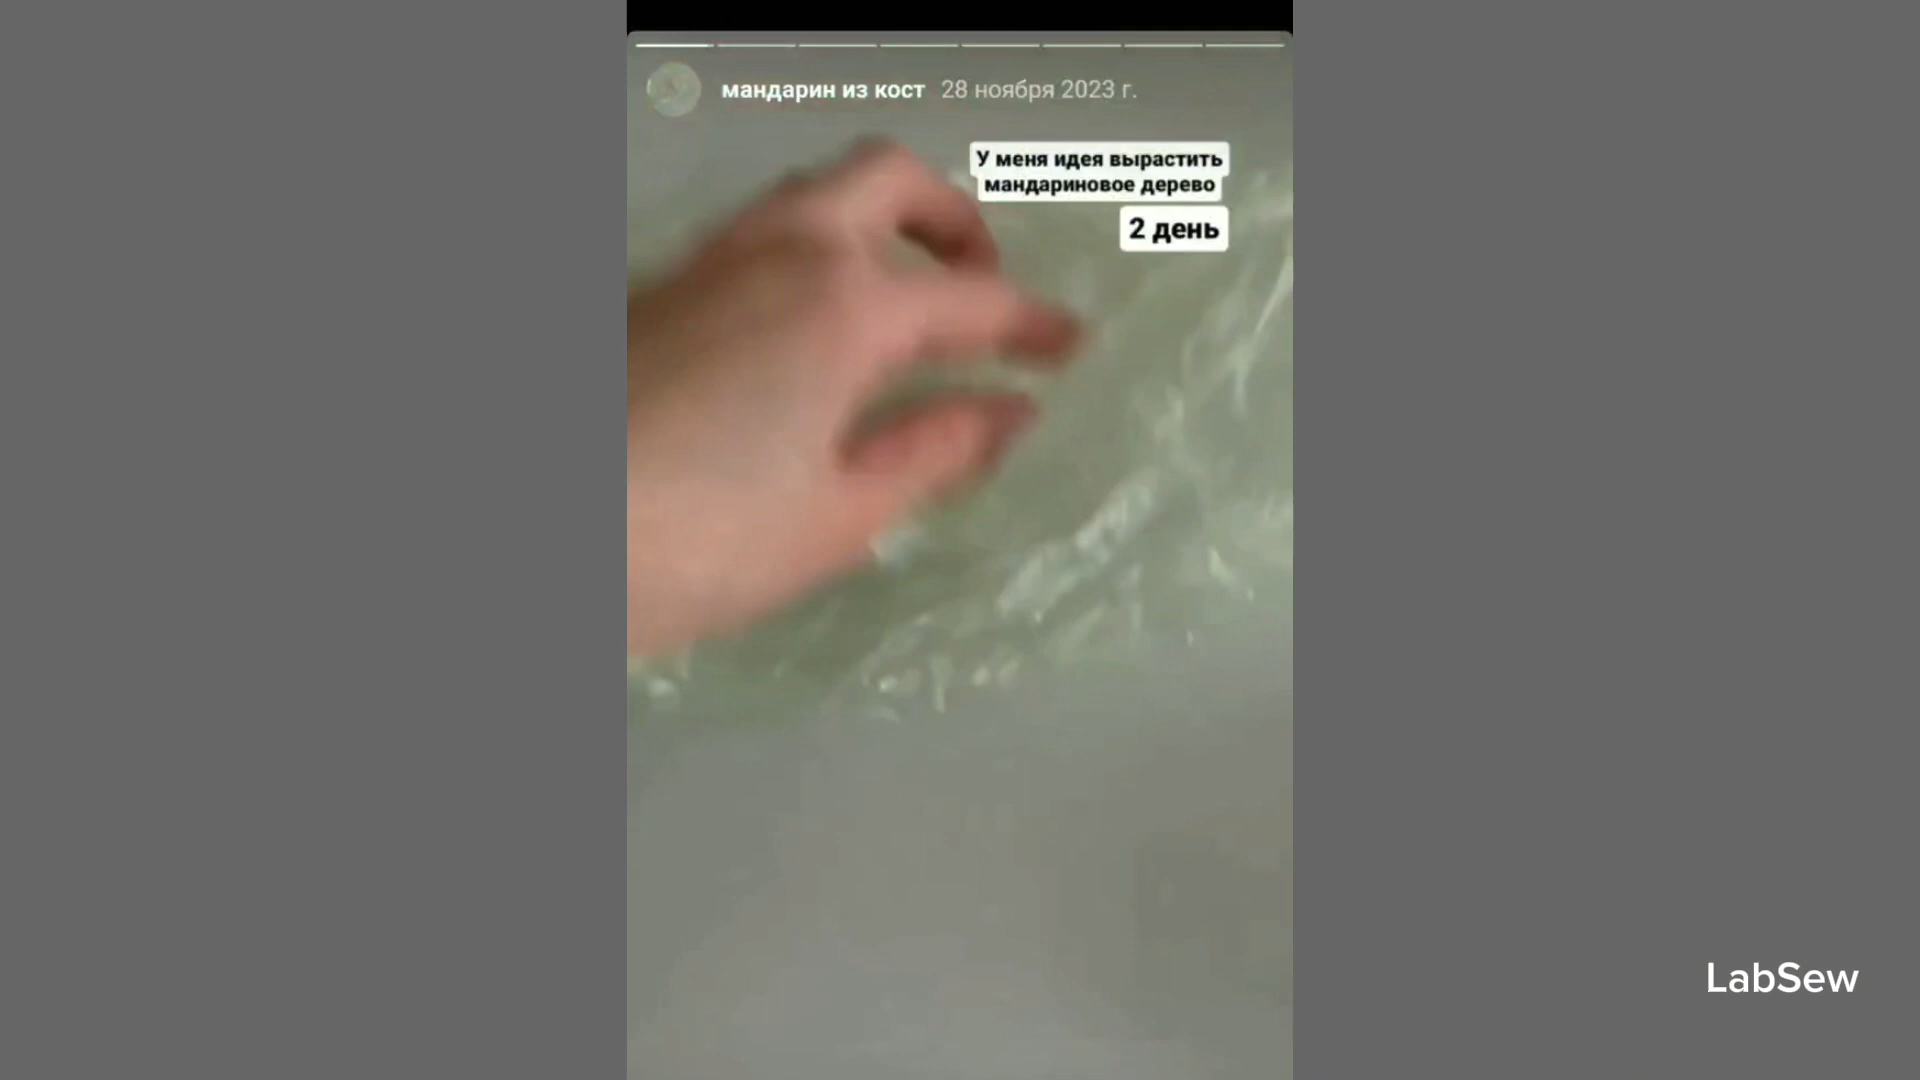 мандарин из кост 28 ноября 2023 г.
У меня идея вырастить
мандариновое дерево
2 день
LabSew